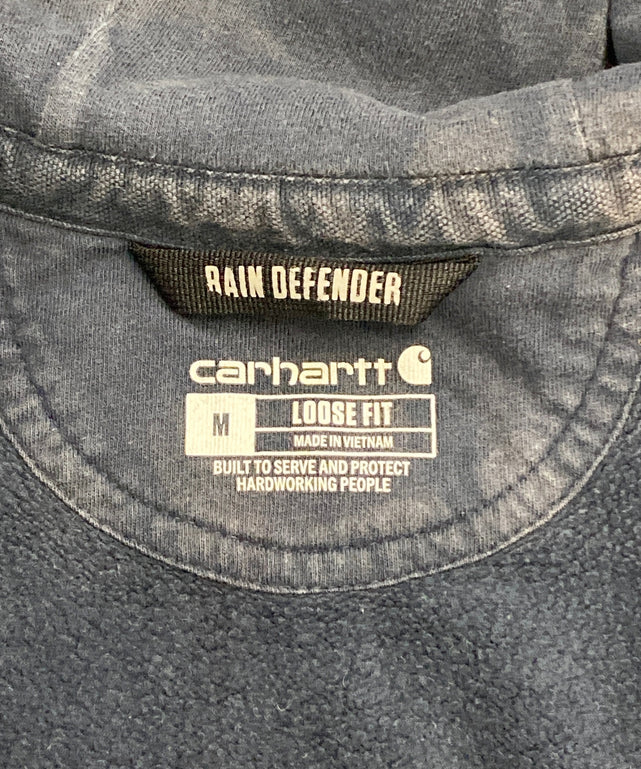 RAIN DEFENDER
carhartt
M
LOOSE FIT
MADE IN VIETNAM
BUILT TO SERVE AND PROTECT
HARDWORKING PEOPLE